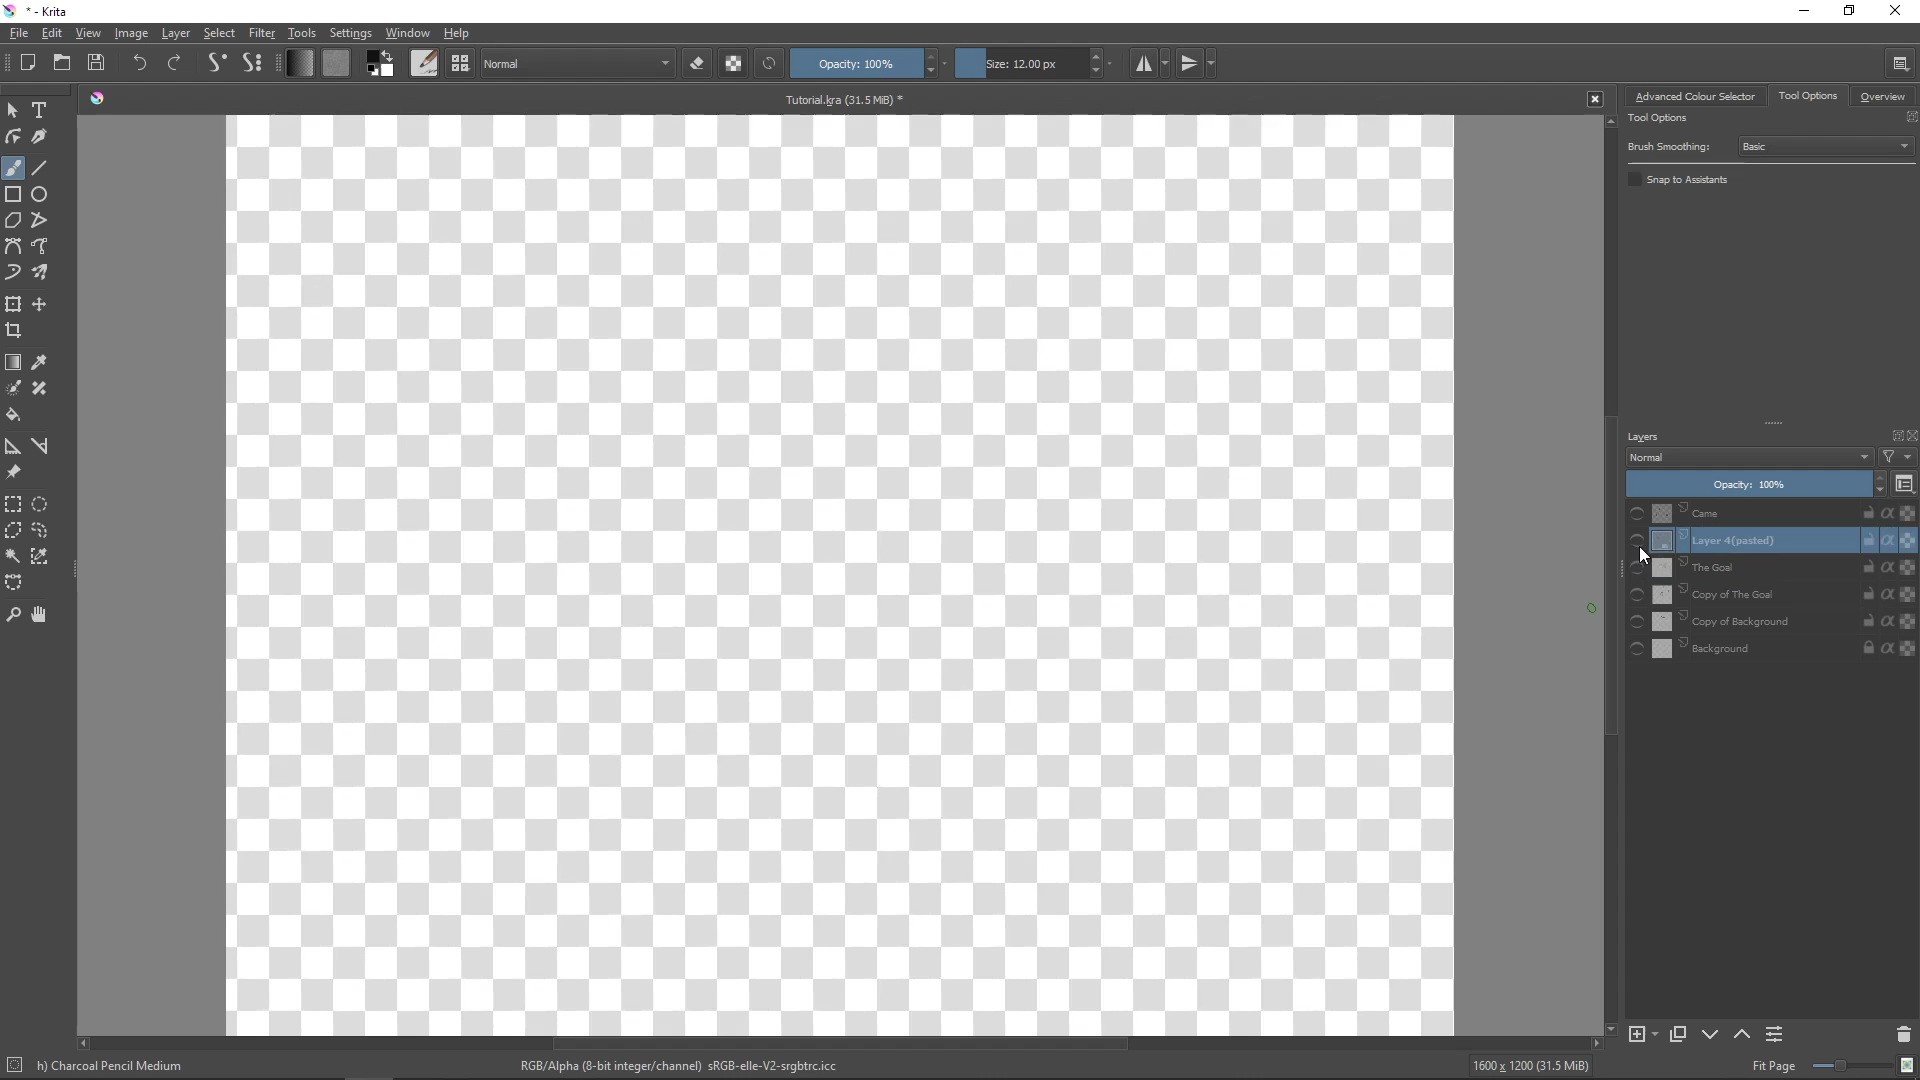 * - Krita
File Edit View Image Layer Select Filter Tools Settings Window Help
Normal Opacity: 100% Size: 12.00 px
Tutorial.kra (31.5 MiB) *
Advanced Colour Selector Tool Options Overview
Tool Options
Brush Smoothing: Basic
Snap to Assistants
Layers
Normal
Opacity: 100%
Came
Layer 4(pasted)
The Goal
Copy of The Goal
Copy of Background
Background
h) Charcoal Pencil Medium RGB/Alpha (8-bit integer/channel) sRGB-elle-V2-srgbtrc.icc 1600 x 1200 (31.5 MiB) Fit Page